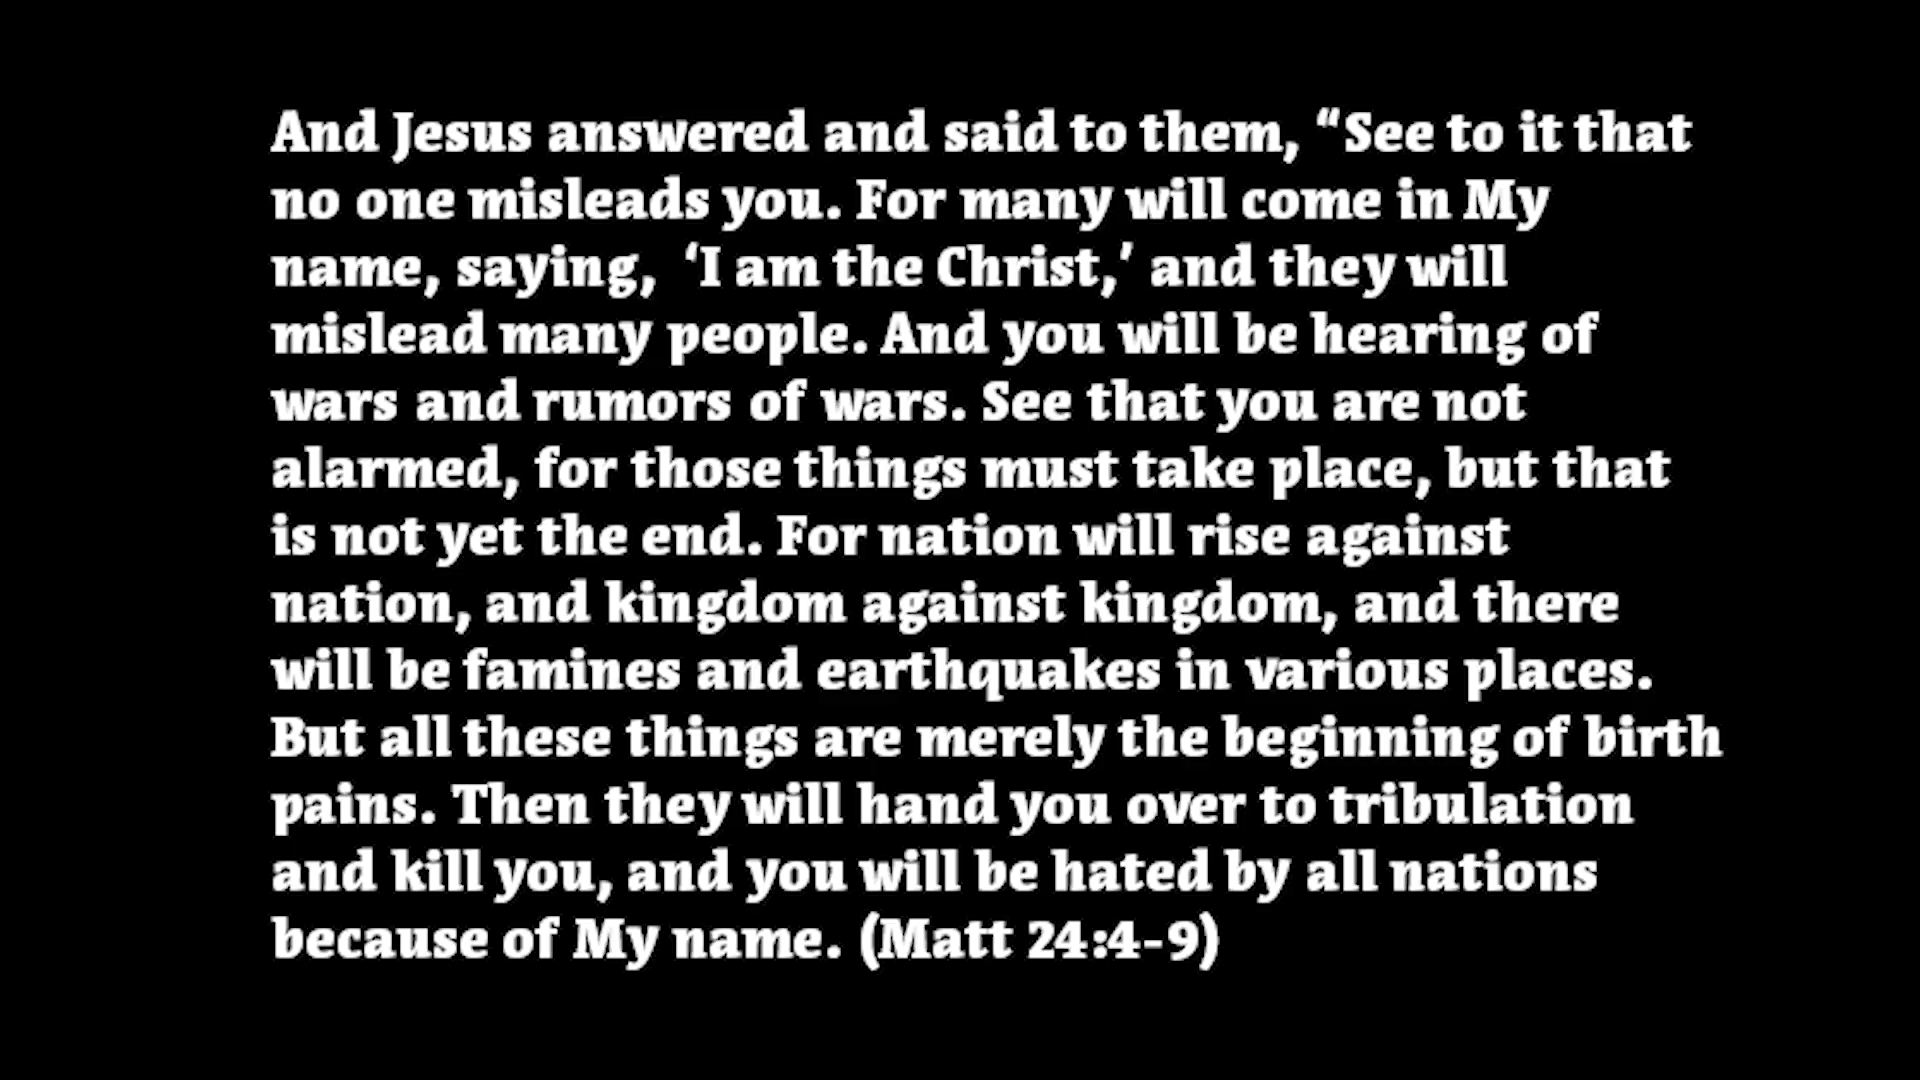 And Jesus answered and said to them, “See to it that
no one misleads you. For many will come in My
name, saying,  ‘I am the Christ,’ and they will
mislead many people. And you will be hearing of
wars and rumors of wars. See that you are not
alarmed, for those things must take place, but that
is not yet the end. For nation will rise against
nation, and kingdom against kingdom, and there
will be famines and earthquakes in various places.
But all these things are merely the beginning of birth
pains. Then they will hand you over to tribulation
and kill you, and you will be hated by all nations
because of My name. (Matt 24:4-9)